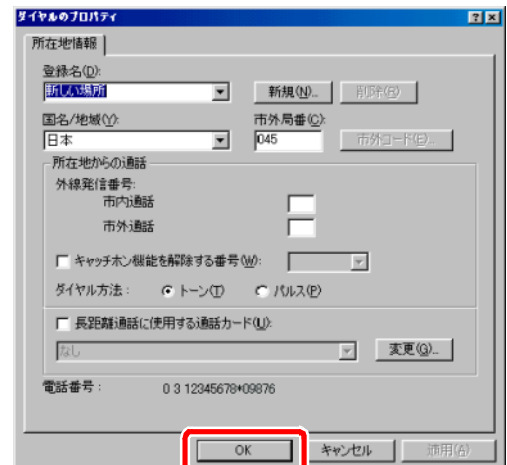 ダイヤルのプロパティ
所在地情報
登録名(D):
新しい場所 新規(N)... 削除(R)
国名/地域(Y): 市外局番(C):
日本 045 市外コード(E)...
所在地からの通話
外線発信番号:
市内通話
市外通話
キャッチホン機能を解除する番号(W):
ダイヤル方法: トーン(T) パルス(P)
長距離通話に使用する通話カード(U):
なし 変更(G)...
電話番号: 0 3 12345678*09876
OK キャンセル 適用(A)